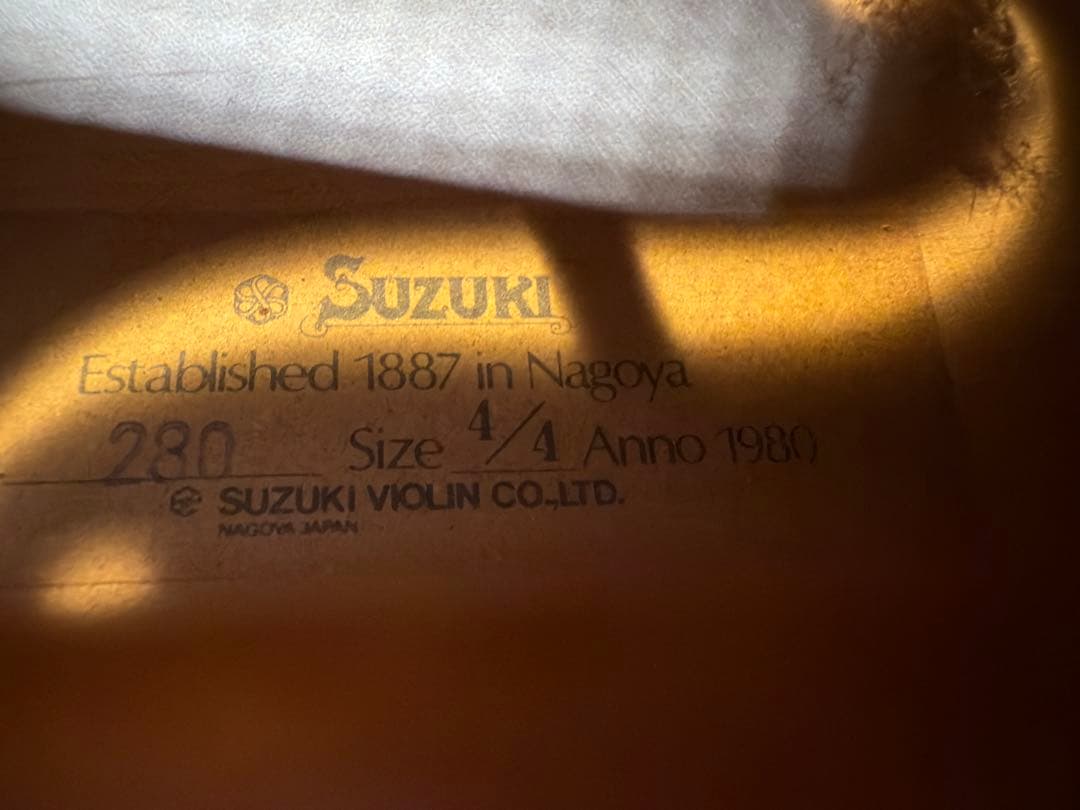 SUZUKI
Established 1887 in Nagoya
280 Size 4/4 Anno 1980
SUZUKI VIOLIN CO.,LTD.
NAGOYA JAPAN